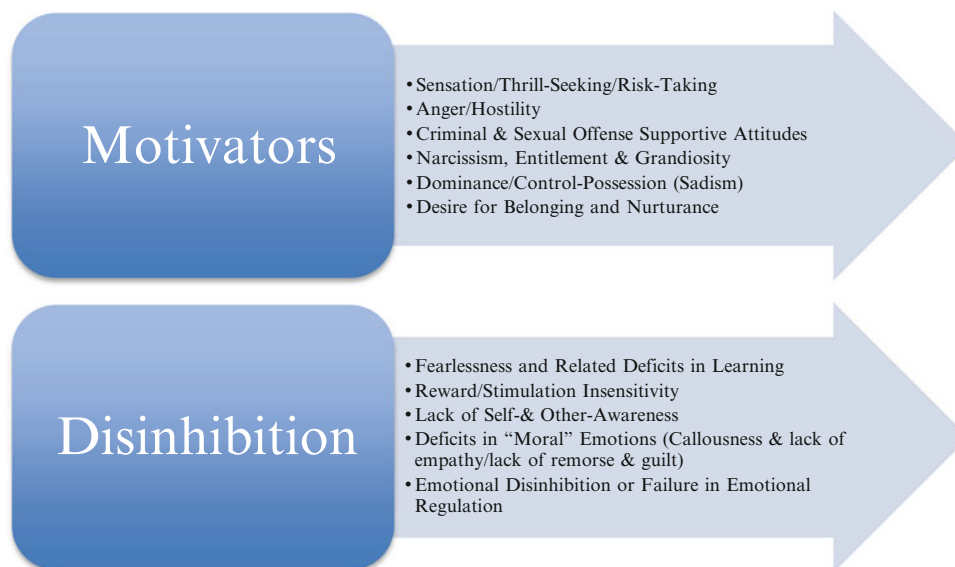 Motivators
• Sensation/Thrill-Seeking/Risk-Taking
• Anger/Hostility
• Criminal & Sexual Offense Supportive Attitudes
• Narcissism, Entitlement & Grandiosity
• Dominance/Control-Possession (Sadism)
• Desire for Belonging and Nurturance
Disinhibition
• Fearlessness and Related Deficits in Learning
• Reward/Stimulation Insensitivity
• Lack of Self-& Other-Awareness
• Deficits in “Moral” Emotions (Callousness & lack of
empathy/lack of remorse & guilt)
• Emotional Disinhibition or Failure in Emotional
Regulation